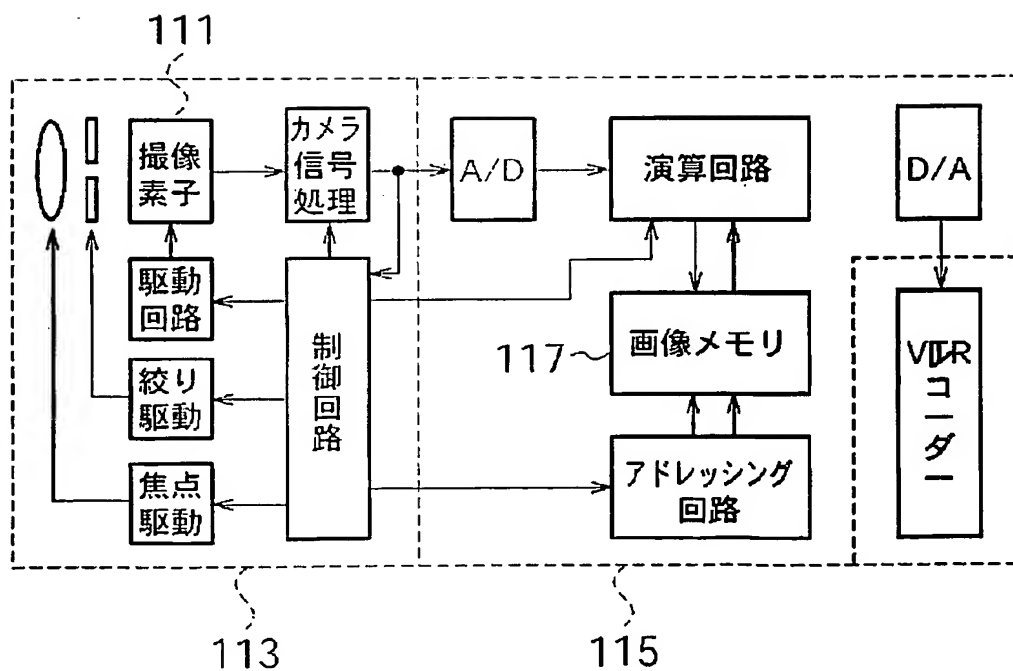 111
撮像
素子
カメラ
信号
処理
A/D
演算回路
D/A
駆動
回路
制御回路
117
画像メモリ
VTR
レコーダー
絞り
駆動
焦点
駆動
アドレッシング
回路
113
115